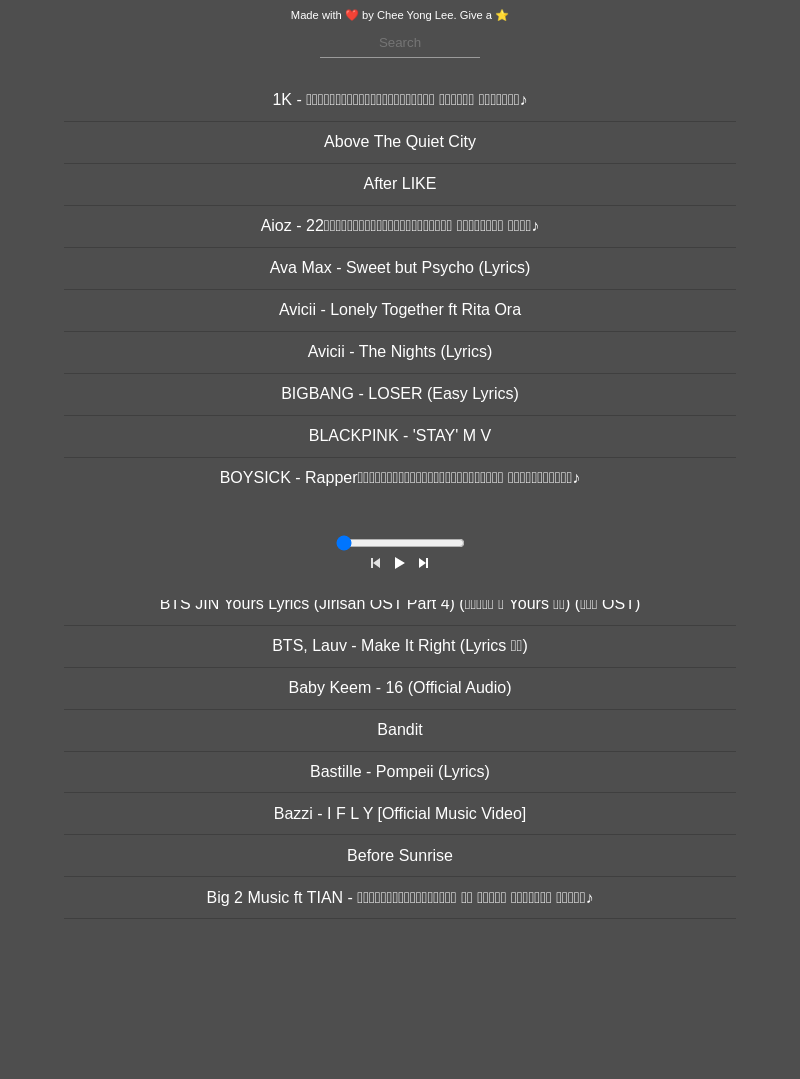 Made with ❤️ by Chee Yong Lee. Give a ⭐
Search
1K - ♪
Above The Quiet City
After LIKE
Aioz - 22 ♪
Ava Max - Sweet but Psycho (Lyrics)
Avicii - Lonely Together ft Rita Ora
Avicii - The Nights (Lyrics)
BIGBANG - LOSER (Easy Lyrics)
BLACKPINK - 'STAY' M V
BOYSICK - Rapper ♪
BTS JIN Yours Lyrics (Jirisan OST Part 4) ( Yours ) ( OST)
BTS, Lauv - Make It Right (Lyrics )
Baby Keem - 16 (Official Audio)
Bandit
Bastille - Pompeii (Lyrics)
Bazzi - I F L Y [Official Music Video]
Before Sunrise
Big 2 Music ft TIAN - ♪